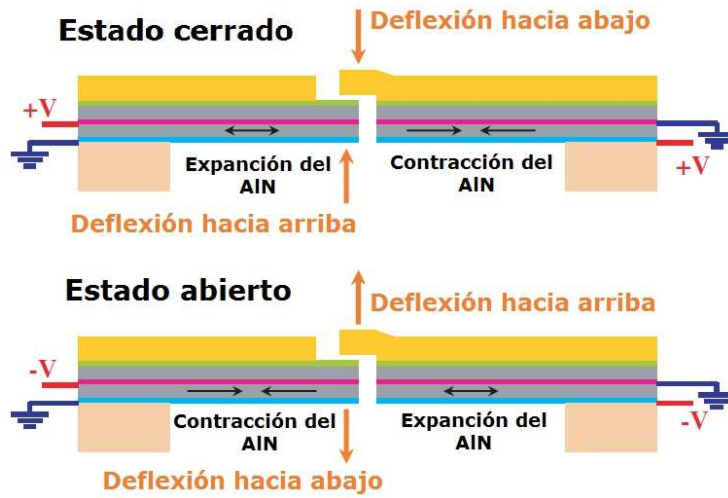 Estado cerrado
Deflexión hacia abajo
+V
Expanción del
AlN
Contracción del
AlN
+V
Deflexión hacia arriba
Estado abierto
Deflexión hacia arriba
-V
Contracción del
AlN
Expanción del
AlN
-V
Deflexión hacia abajo